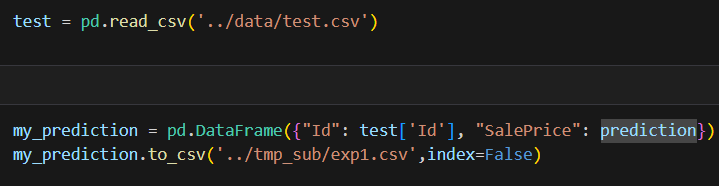 test = pd.read_csv('../data/test.csv')
my_prediction = pd.DataFrame({"Id": test['Id'], "SalePrice": prediction})
my_prediction.to_csv('../tmp_sub/exp1.csv',index=False)